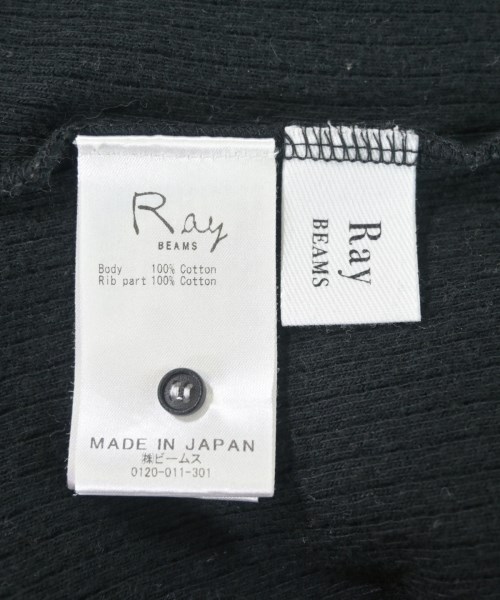 Ray
BEAMS
Body 100% Cotton
Rib part 100% Cotton
MADE IN JAPAN
㈱ビームス
0120-011-301
Ray
BEAMS